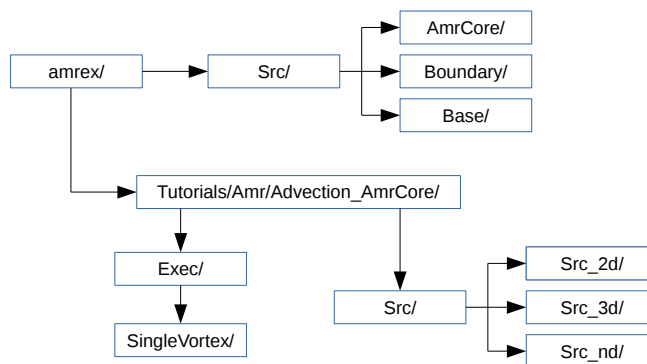 AmrCore/
amrex/
Src/
Boundary/
Base/
Tutorials/Amr/Advection_AmrCore/
Exec/
Src_2d/
Src/
Src_3d/
SingleVortex/
Src_nd/